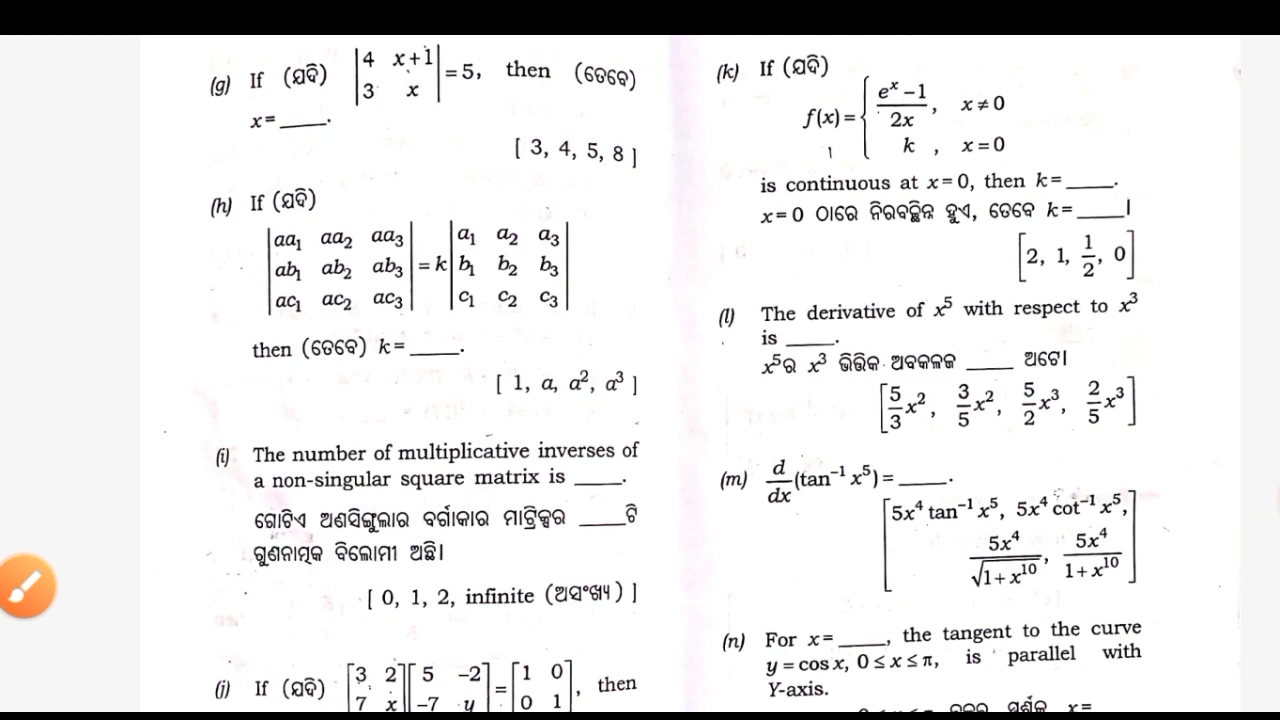 (g) If (ଯଦି) |4 x+1| = 5, then (ତେବେ)
|3 x|
x = ____.
[ 3, 4, 5, 8 ]
(h) If (ଯଦି)
|aa₁ aa₂ aa₃| |a₁ a₂ a₃|
|ab₁ ab₂ ab₃| = k |b₁ b₂ b₃|
|ac₁ ac₂ ac₃| |c₁ c₂ c₃|
then (ତେବେ) k = ____.
[ 1, a, a², a³ ]
(i) The number of multiplicative inverses of
a non-singular square matrix is ____.
ଗୋଟିଏ ଅଣସିଙ୍ଗୁଲାର ବର୍ଗାକାର ମାଟ୍ରିକ୍ସର ____ଟି
ଗୁଣନାତ୍ମକ ବିଲୋମୀ ଅଛି।
[ 0, 1, 2, infinite (ଅସଂଖ୍ୟ) ]
(j) If (ଯଦି) [3 2] [5 -2] = [1 0], then
[7 x] [-7 y] [0 1]
(k) If (ଯଦି)
f(x) = { (eˣ - 1)/2x, x ≠ 0
k, x = 0
is continuous at x = 0, then k = ____.
x = 0 ଠାରେ ନିରବଚ୍ଛିନ୍ନ ହୁଏ, ତେବେ k = ____।
[2, 1, 1/2, 0]
(l) The derivative of x⁵ with respect to x³
is ____.
x⁵ର x³ ଭିତ୍ତିକ ଅବକଳଜ ____ ଅଟେ।
[5/3 x², 3/5 x², 5/2 x³, 2/5 x³]
(m) d/dx (tan⁻¹ x⁵) = ____.
[5x⁴ tan⁻¹ x⁵, 5x⁴ cot⁻¹ x⁵,
5x⁴/√(1+x¹⁰), 5x⁴/(1+x¹⁰)]
(n) For x = ____, the tangent to the curve
y = cos x, 0 ≤ x ≤ π, is parallel with
Y-axis.